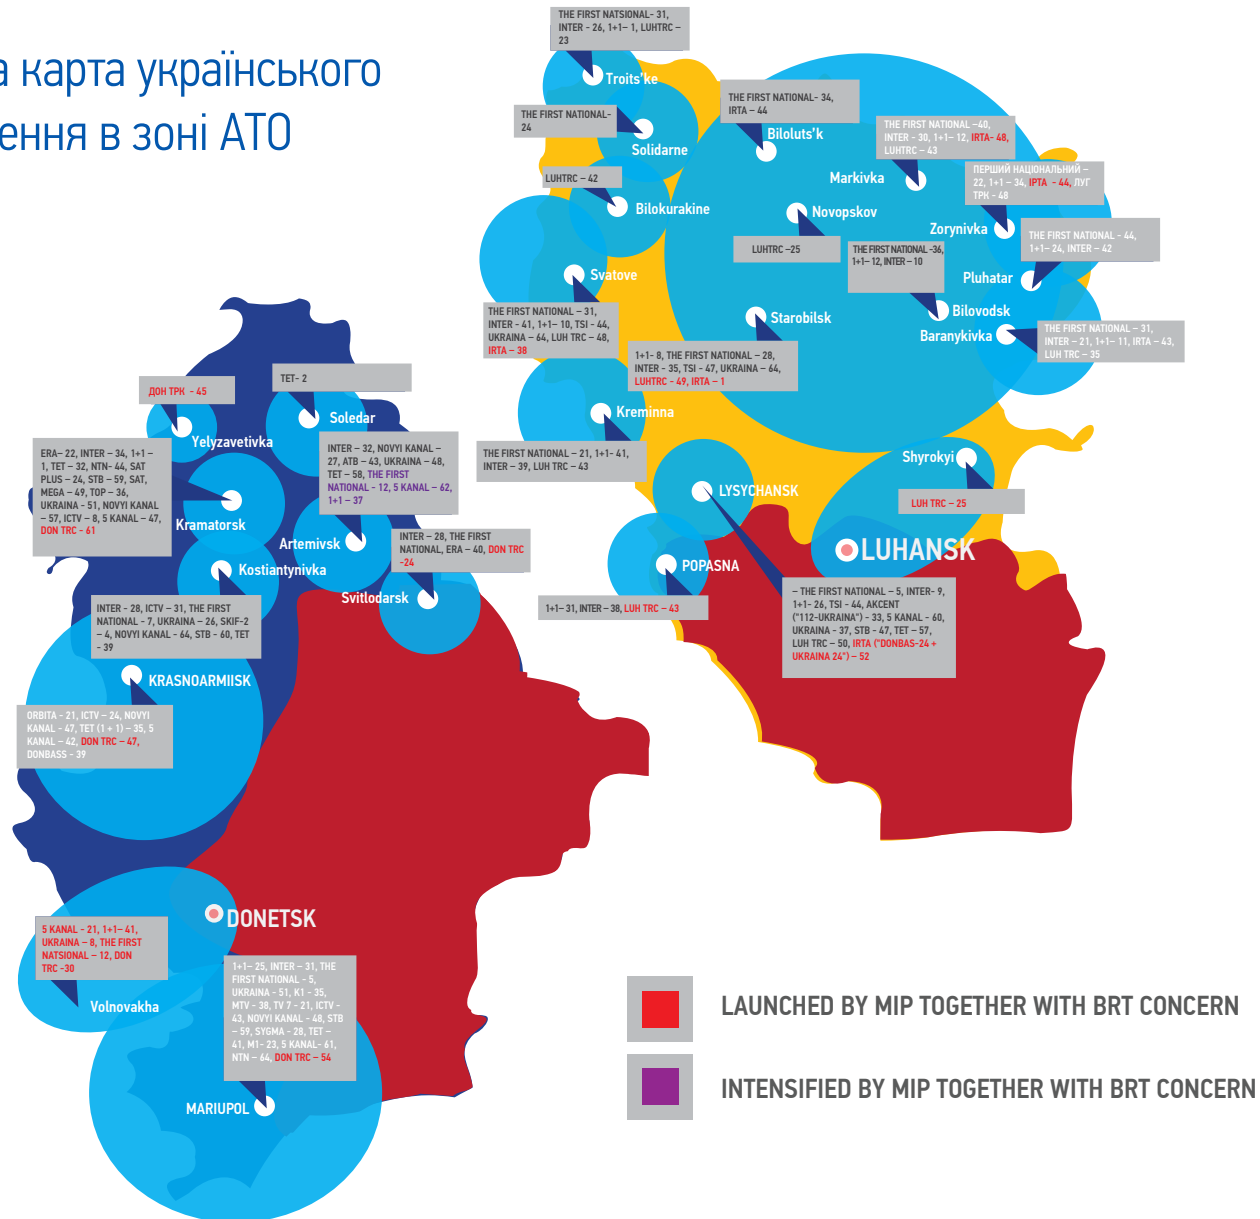 а карта українського
ення в зоні АТО
THE FIRST NATSIONAL- 31,
INTER - 26, 1+1– 1, LUHTRC –
23
Troits'ke
THE FIRST NATIONAL-
24
Solidarne
LUHTRC – 42
Bilokurakine
THE FIRST NATIONAL- 34,
IRTA – 44
Biloluts'k
THE FIRST NATIONAL –40,
INTER - 30, 1+1– 12, IRTA- 48,
LUHTRC – 43
Markivka
ПЕРШИЙ НАЦІОНАЛЬНИЙ –
22, 1+1 – 34, ІРТА - 44, ЛУГ
ТРК - 48
Zorynivka
Novopskov
LUHTRC –25
THE FIRST NATIONAL -36,
1+1– 12, INTER – 10
THE FIRST NATIONAL - 44,
1+1– 24, INTER – 42
Pluhatar
Bilovodsk
Baranykivka
THE FIRST NATIONAL – 31,
INTER – 21, 1+1– 11, IRTA – 43,
LUH TRC – 35
Svatove
THE FIRST NATIONAL – 31,
INTER - 41, 1+1– 10, TSI - 44,
UKRAINA – 64, LUH TRC – 48,
IRTA – 38
Starobilsk
1+1- 8, THE FIRST NATIONAL – 28,
INTER - 35, TSI - 47, UKRAINA – 64,
LUHTRC - 49, IRTA – 1
Kreminna
THE FIRST NATIONAL – 21, 1+1- 41,
INTER – 39, LUH TRC – 43
Shyrokyi
LUH TRC – 25
LYSYCHANSK
LUHANSK
POPASNA
1+1– 31, INTER – 38, LUH TRC – 43
– THE FIRST NATIONAL – 5, INTER- 9,
1+1- 26, TSI - 44, AKCENT
("112-UKRAINA") - 33, 5 KANAL - 60,
UKRAINA - 37, STB - 47, TET – 57,
LUH TRC – 50, IRTA ("DONBAS-24 +
UKRAINA 24") – 52
ДОН ТРК - 45
Yelyzavetivka
TET- 2
Soledar
ERA– 22, INTER – 34, 1+1 –
1, TET – 32, NTN- 44, SAT
PLUS – 24, STB – 59, SAT,
MEGA – 49, TOP – 36,
UKRAINA - 51, NOVYI KANAL
– 57, ICTV – 8, 5 KANAL – 47,
DON TRC - 61
Kramatorsk
INTER – 32, NOVYI KANAL –
27, ATB – 43, UKRAINA – 48,
TET – 58, THE FIRST
NATIONAL - 12, 5 KANAL – 62,
1+1 – 37
Artemivsk
Kostiantynivka
INTER – 28, THE FIRST
NATIONAL, ERA – 40, DON TRC
-24
Svitlodarsk
INTER - 28, ICTV – 31, THE FIRST
NATIONAL - 7, UKRAINA – 26, SKIF-2
– 4, NOVYI KANAL - 64, STB - 60, TET
- 39
KRASNOARMIISK
ORBITA - 21, ICTV – 24, NOVYI
KANAL - 47, TET (1 + 1) – 35, 5
KANAL – 42, DON TRC – 47,
DONBASS - 39
DONETSK
5 KANAL - 21, 1+1– 41,
UKRAINA – 8, THE FIRST
NATSIONAL – 12, DON
TRC -30
Volnovakha
1+1– 25, INTER – 31, THE
FIRST NATIONAL - 5,
UKRAINA - 51, K1 - 35,
MTV - 38, TV 7 – 21, ICTV -
43, NOVYI KANAL - 48, STB
– 59, SYGMA - 28, TET –
41, M1- 23, 5 KANAL- 61,
NTN – 64, DON TRC – 54
MARIUPOL
LAUNCHED BY MIP TOGETHER WITH BRT CONCERN
INTENSIFIED BY MIP TOGETHER WITH BRT CONCERN